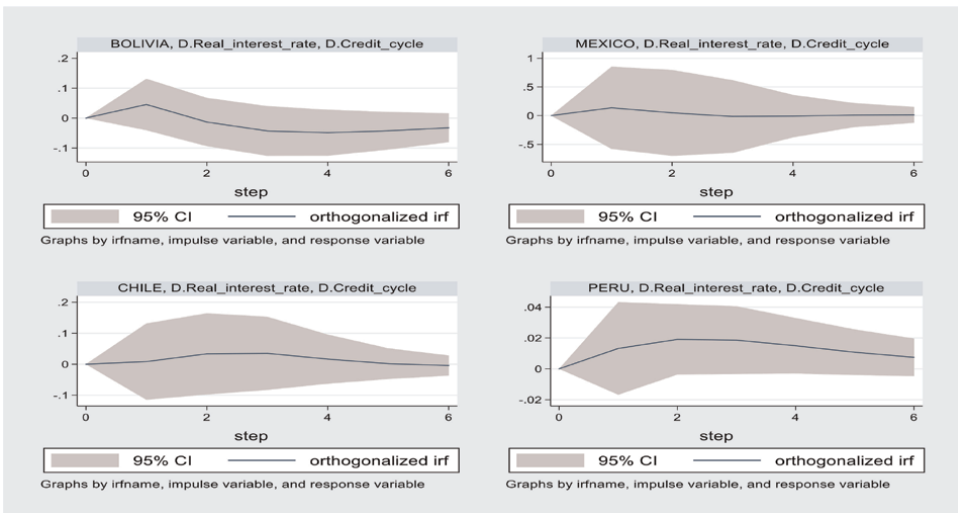 BOLIVIA, D.Real_interest_rate, D.Credit_cycle
.2
.1
0
-.1
0 2 4 6
step
95% CI orthogonalized irf
Graphs by irfname, impulse variable, and response variable
MEXICO, D.Real_interest_rate, D.Credit_cycle
1
.5
0
-.5
0 2 4 6
step
95% CI orthogonalized irf
Graphs by irfname, impulse variable, and response variable
CHILE, D.Real_interest_rate, D.Credit_cycle
.2
.1
0
-.1
0 2 4 6
step
95% CI orthogonalized irf
Graphs by irfname, impulse variable, and response variable
PERU, D.Real_interest_rate, D.Credit_cycle
.04
.02
0
-.02
0 2 4 6
step
95% CI orthogonalized irf
Graphs by irfname, impulse variable, and response variable